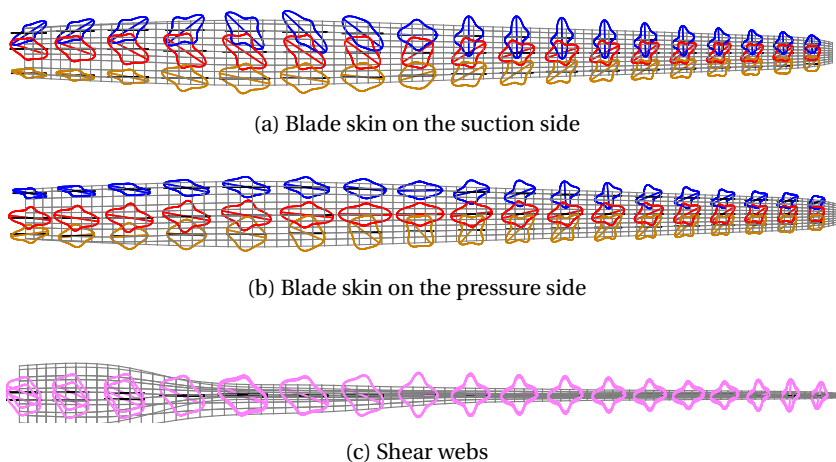 (a) Blade skin on the suction side
(b) Blade skin on the pressure side
(c) Shear webs